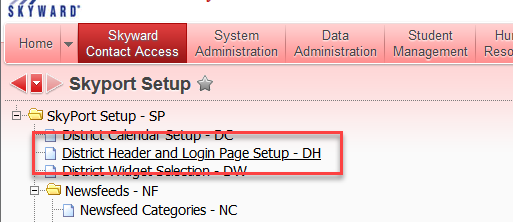 SKYWARD®
Home
Skyward
Contact Access
System
Administration
Data
Administration
Student
Management
Hu
Reso
Skyport Setup
SkyPort Setup - SP
District Calendar Setup - DC
District Header and Login Page Setup - DH
District Widget Selection - DW
Newsfeeds - NF
Newsfeed Categories - NC